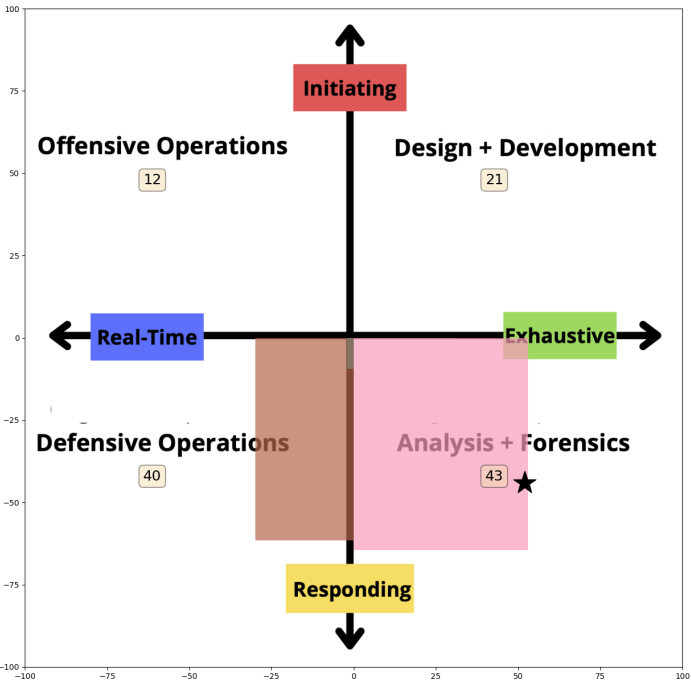 100
Initiating
75
Offensive Operations
Design + Development
50
12
21
25
Real-Time
Exhaustive
0
−25
Defensive Operations
Analysis + Forensics
40
43
−50
Responding
−75
−100
−100 −75 −50 −25 0 25 50 75 100